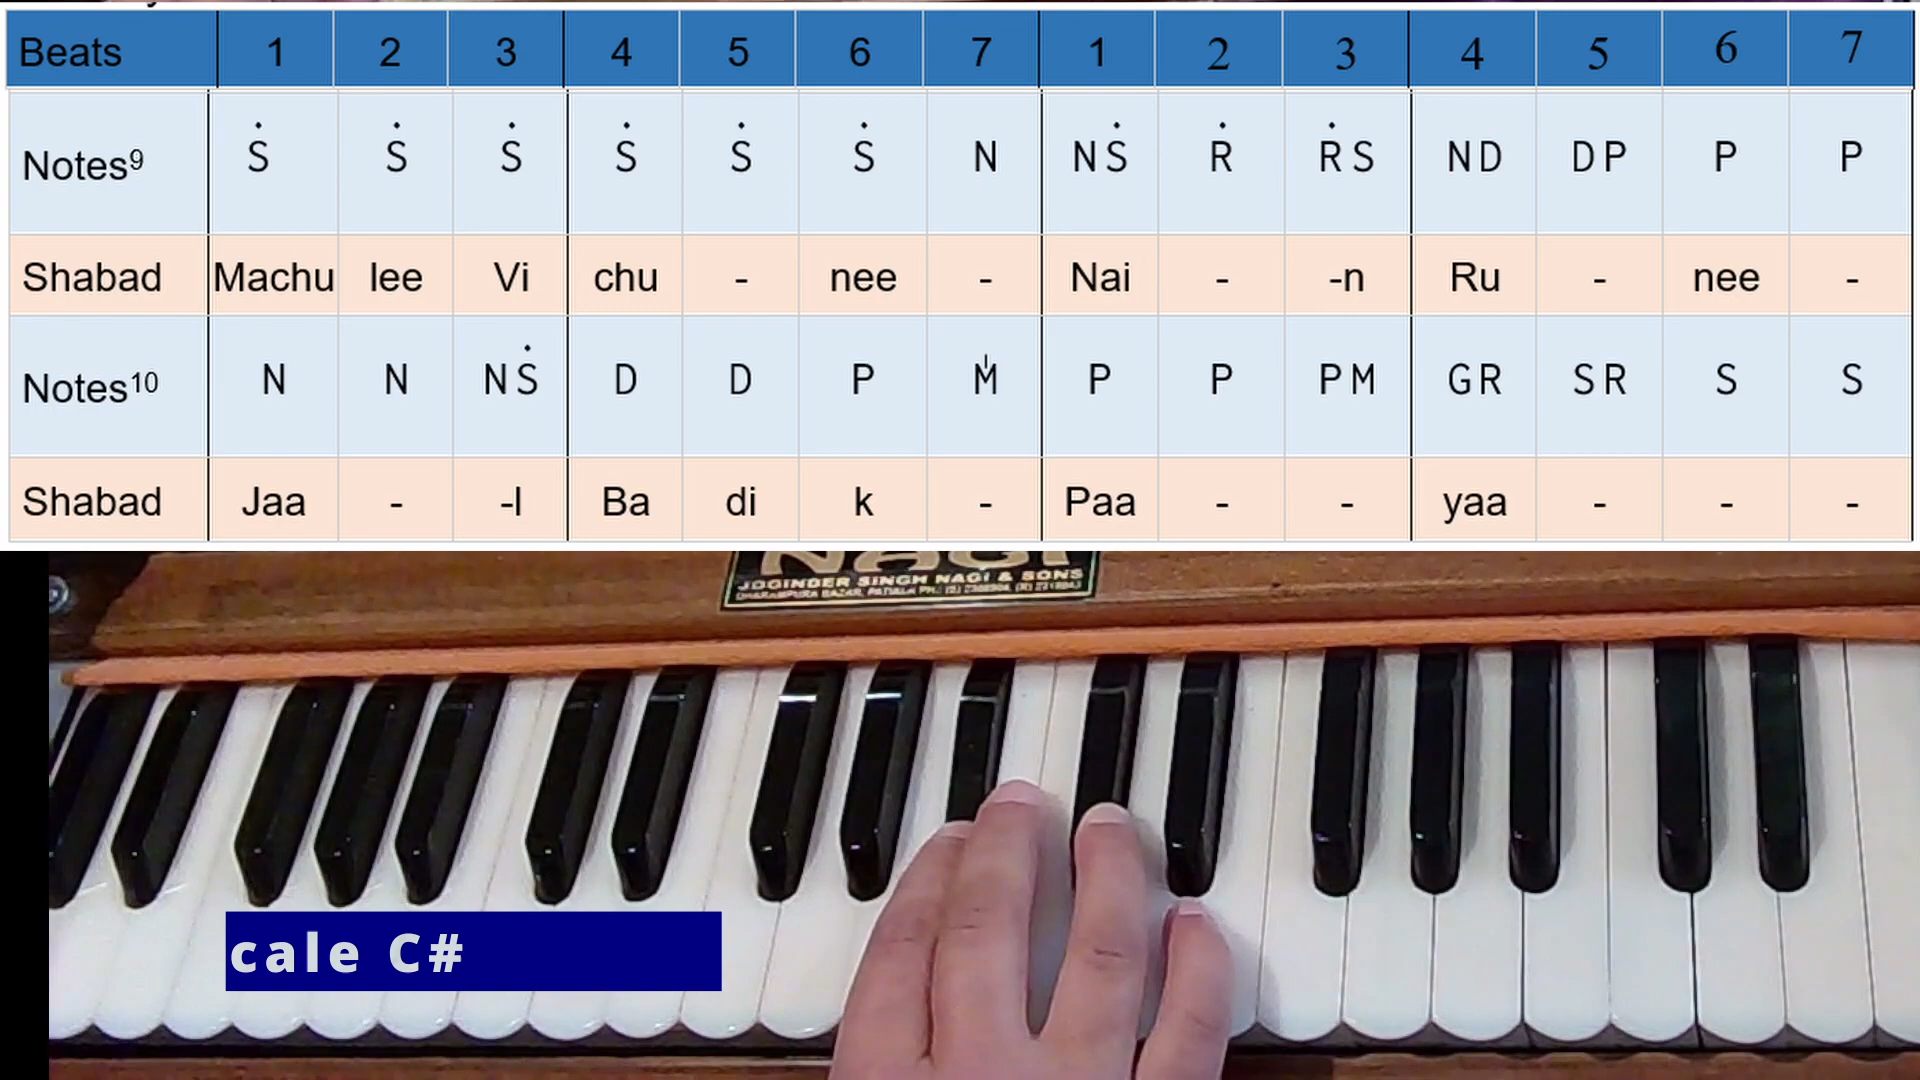 Beats 1 2 3 4 5 6 7 1 2 3 4 5 6 7
Notes⁹ Ṡ Ṡ Ṡ Ṡ Ṡ Ṡ N NṠ Ṙ ṘS ND DP P P
Shabad Machu lee Vi chu - nee - Nai - -n Ru - nee -
Notes¹⁰ N N NṠ D D P M̍ P P PM GR SR S S
Shabad Jaa - -l Ba di k - Paa - - yaa - - -
NAGI
JOGINDER SINGH NAGI & SONS
cale C#